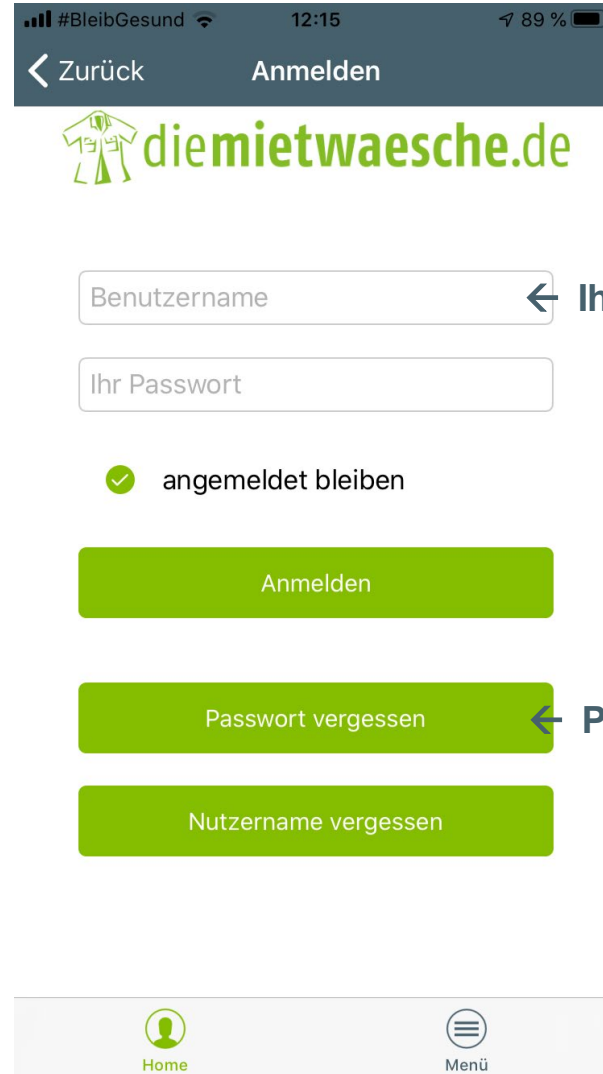 #BleibGesund 12:15 89 %
Zurück Anmelden
diemietwaesche.de
Benutzername
Ihr Passwort
angemeldet bleiben
Anmelden
Passwort vergessen
Nutzername vergessen
Home Menü